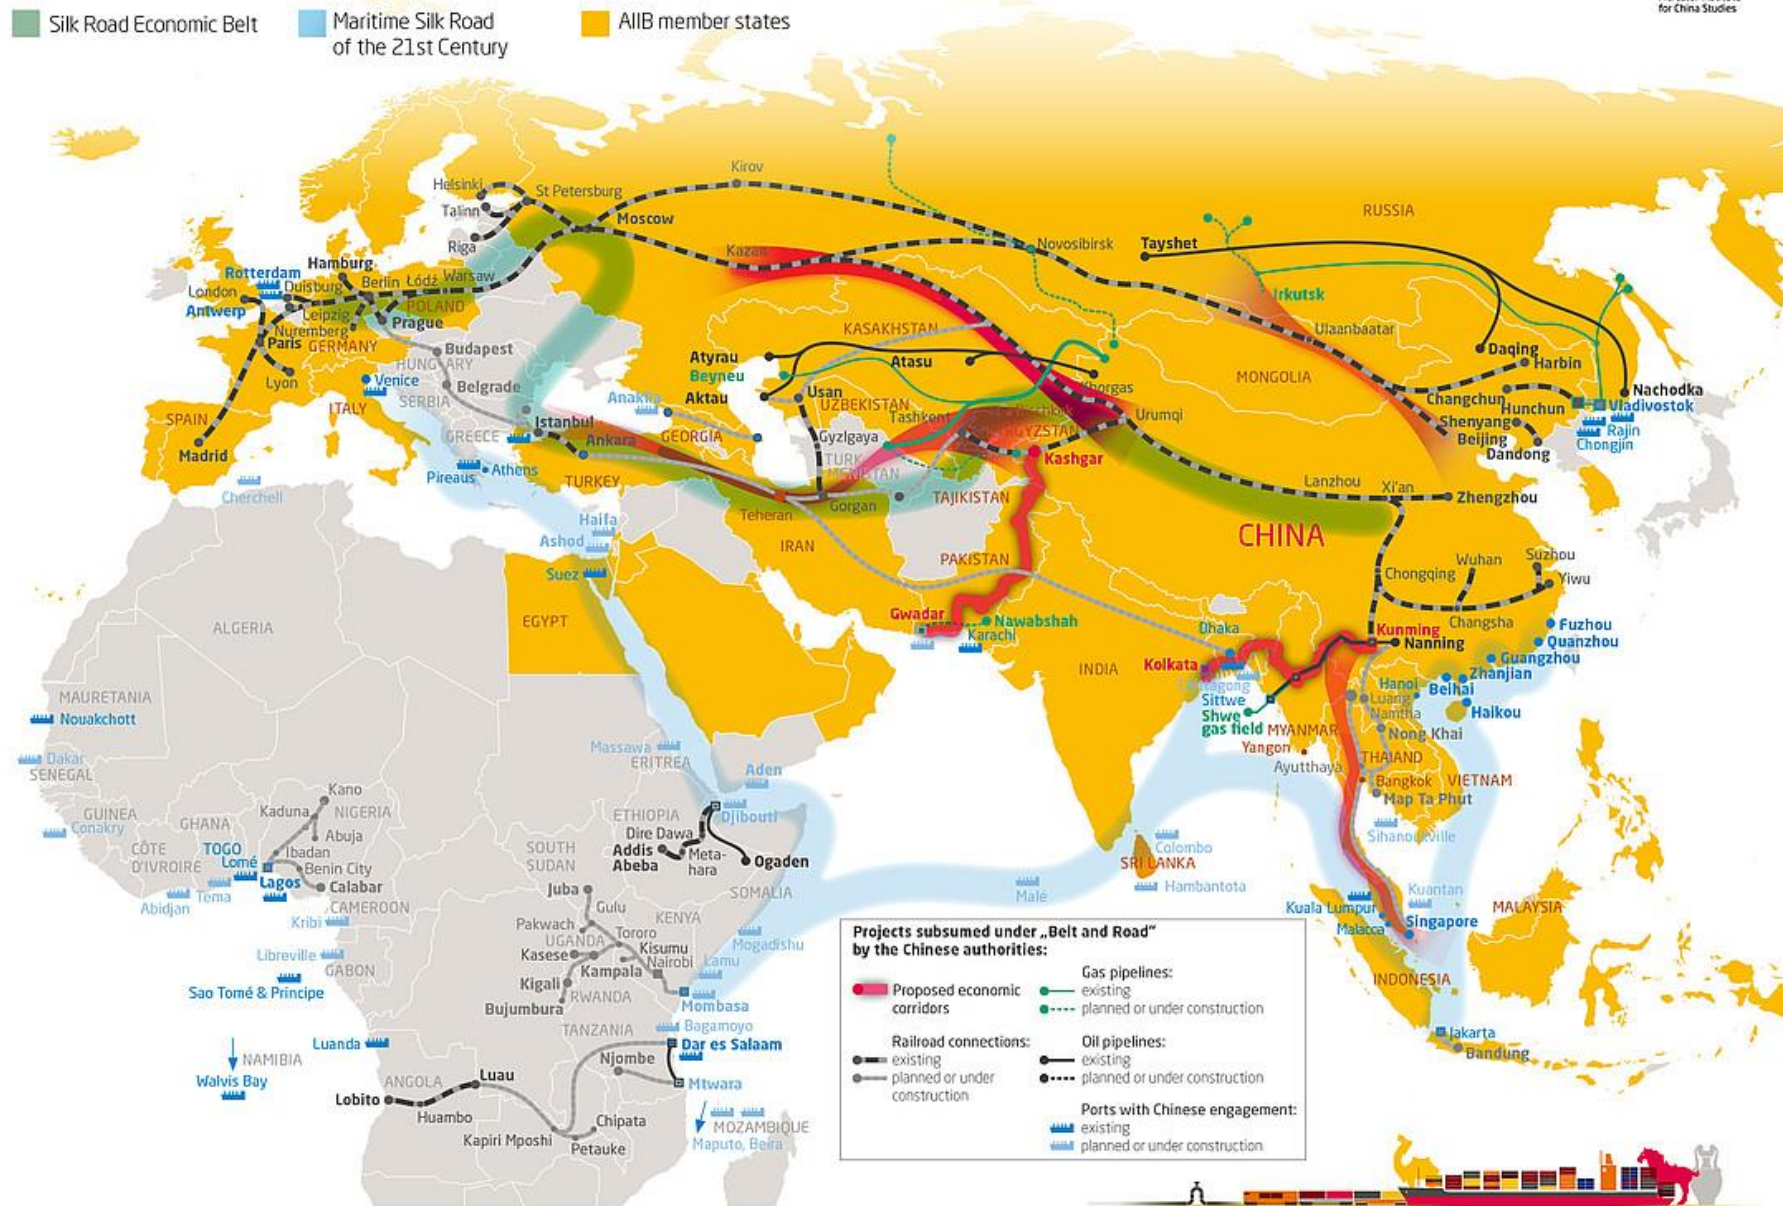 for China Studies
Silk Road Economic Belt
Maritime Silk Road
of the 21st Century
AIIB member states
Kirov
Helsinki
St Petersburg
Talinn
Moscow
RUSSIA
Riga
Kazan
Novosibirsk
Tayshet
Hamburg
Rotterdam
Duisburg
Berlin
Łódź
Warsaw
London
Antwerp
Leipzig
POLAND
Irkutsk
Nuremberg
Prague
Paris
GERMANY
KASAKHSTAN
Ulaanbaatar
HUNGARY
Budapest
Atyrau
Beyneu
Atasu
Daqing
Harbin
Lyon
Venice
Belgrade
Aktau
Usan
Khorgas
MONGOLIA
SERBIA
Anaklia
UZBEKISTAN
Changchun
Nachodka
Hunchun
Vladivostok
SPAIN
ITALY
Istanbul
Tashkent
Bischkek
Urumqi
Shenyang
Rajin
GREECE
Ankara
GEORGIA
Gyzlgaya
KYRGYZSTAN
Beijing
Chongjin
Madrid
TURK-
MENISTAN
Kashgar
Dandong
Pireaus
Athens
TURKEY
Lanzhou
Xi'an
Zhengzhou
Cherchell
Teheran
Gorgan
TAJIKISTAN
Haifa
Ashod
IRAN
PAKISTAN
CHINA
Suez
Wuhan
Suzhou
Chongqing
Yiwu
ALGERIA
EGYPT
Gwadar
Nawabshah
Karachi
Dhaka
Changsha
Fuzhou
Kunming
Nanning
Quanzhou
INDIA
Kolkata
Guangzhou
Chittagong
Hanoi
Zhanjian
Sittwe
Luang
Namtha
Beihai
MAURETANIA
Nouakchott
Shwe
gas field
Haikou
MYANMAR
Nong Khai
Massawa
ERITREA
Yangon
Dakar
SENEGAL
Aden
Ayutthaya
THAILAND
Bangkok
VIETNAM
Map Ta Phut
Kano
Kaduna
NIGERIA
GUINEA
Conakry
GHANA
Abuja
ETHIOPIA
Djibouti
Sihanoukville
Dire Dawa
Addis
Abeba
Meta-
hara
Ogaden
CÔTE
D'IVROIRE
TOGO
Lomé
Ibadan
Benin City
SOUTH
SUDAN
Colombo
SRI LANKA
Lagos
Calabar
Tema
Abidjan
CAMEROON
Juba
SOMALIA
Malé
Hambantota
Gulu
Kribi
Pakwach
KENYA
UGANDA
Tororo
Kisumu
Nairobi
Mogadishu
Kuala Lumpur
Kuantan
Malacca
Singapore
MALAYSIA
Libreville
GABON
Kasese
Kampala
Lamu
Sao Tomé & Principe
Kigali
RWANDA
Bujumbura
Mombasa
INDONESIA
Bagamoyo
TANZANIA
Luanda
Dar es Salaam
Jakarta
Bandung
NAMIBIA
Walvis Bay
Njombe
Mtwara
ANGOLA
Luau
Lobito
Huambo
Chipata
Kapiri Mposhi
Petauke
MOZAMBIQUE
Maputo, Beira
Projects subsumed under „Belt and Road"
by the Chinese authorities:
Proposed economic
corridors
Railroad connections:
existing
planned or under
construction
Gas pipelines:
existing
planned or under construction
Oil pipelines:
existing
planned or under construction
Ports with Chinese engagement:
existing
planned or under construction